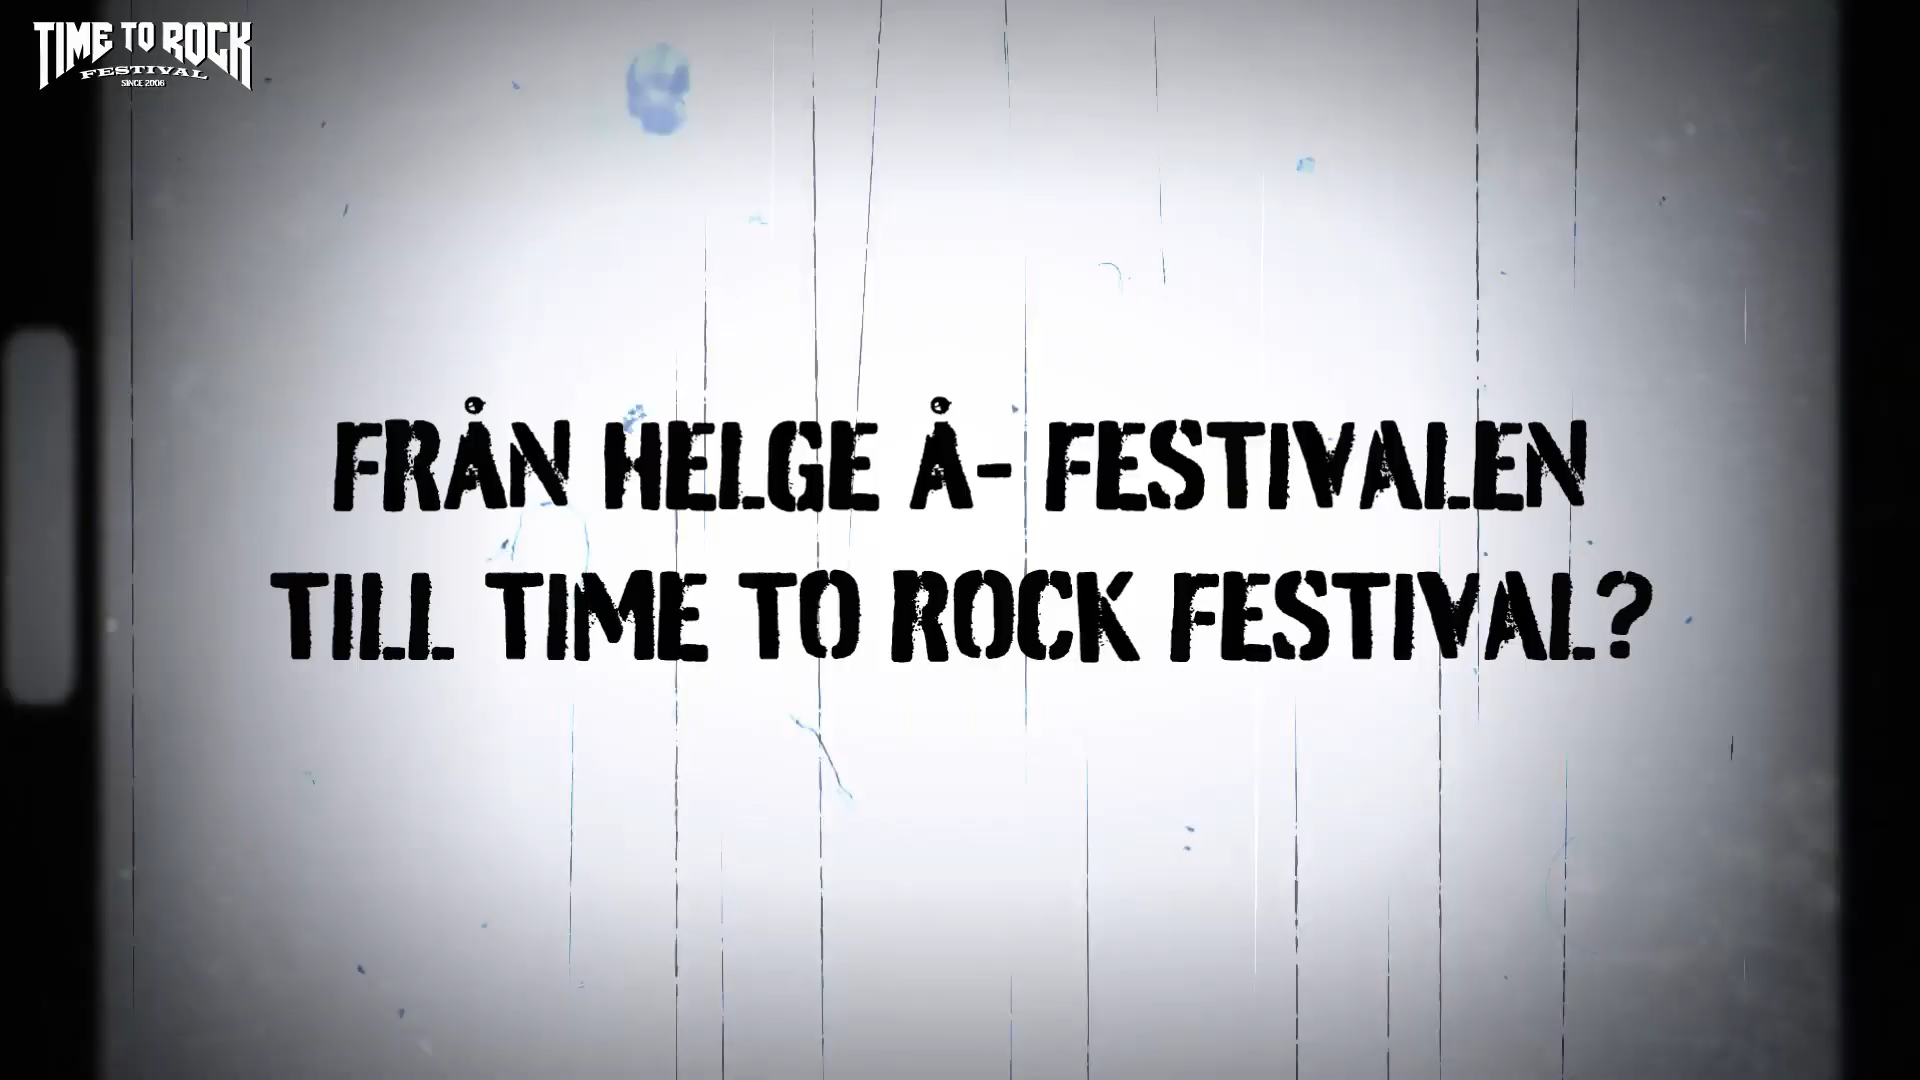 TIME TO ROCK
FESTIVAL
SINCE 2006
FRÅN HELGE Å- FESTIVALEN
TILL TIME TO ROCK FESTIVAL?